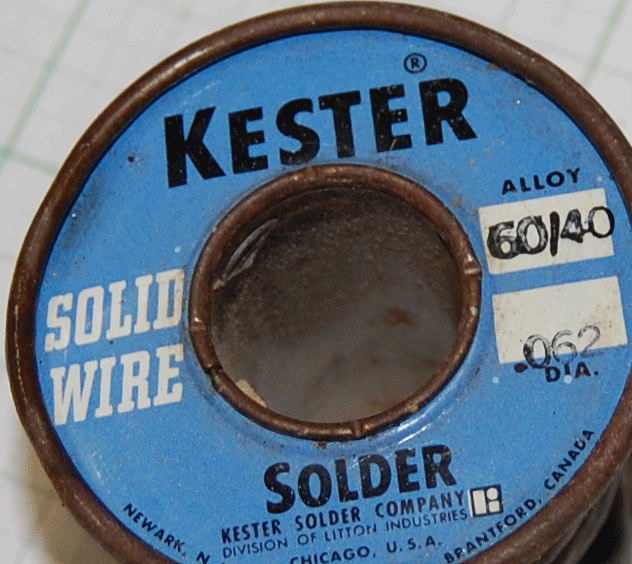 KESTER ®
ALLOY
60/40
SOLID
WIRE
.062
DIA.
SOLDER
KESTER SOLDER COMPANY
DIVISION OF LITTON INDUSTRIES
NEWARK, N. CHICAGO, U.S.A. BRANTFORD, CANADA